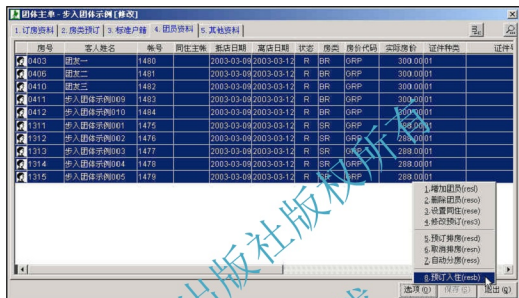 团体主单 - 步入团体示例 [修改]
1. 订房资料 2. 房类预订 3. 标准户籍 4. 团员资料 5. 其他资料
房号 客人姓名 帐号 同住主帐 抵店日期 离店日期 状态 房类 房价代码 实际房价 证件种类 证件号
0403 团友一 1480 2003-03-09 2003-03-12 R BR GRP 300.00 01
0406 团友二 1481 2003-03-09 2003-03-12 R BR GRP 300.00 01
0410 团友三 1482 2003-03-09 2003-03-12 R BR GRP 300.00 01
0411 步入团体示例009 1483 2003-03-09 2003-03-12 R BR GRP 300.00 01
0412 步入团体示例010 1484 2003-03-09 2003-03-12 R BR GRP 300.00 01
1311 步入团体示例001 1475 2003-03-09 2003-03-12 R SR GRP 288.00 01
1312 步入团体示例002 1476 2003-03-09 2003-03-12 R SR GRP 288.00 01
1313 步入团体示例003 1477 2003-03-09 2003-03-12 R SR GRP 288.00 01
1314 步入团体示例004 1478 2003-03-09 2003-03-12 R SR GRP 288.00 01
1315 步入团体示例005 1479 2003-03-09 2003-03-12 R SR GRP 288.00 01
1. 增加团员(resl)
2. 删除团员(reso)
3. 设置同住(rese)
4. 修改预订(res3)
5. 预订排房(resd)
6. 取消排房(resm)
7. 自动分房(resu)
8. 预订入住(resb)
选项(O) 保存(S) 退出(Q)
出版社版权所有